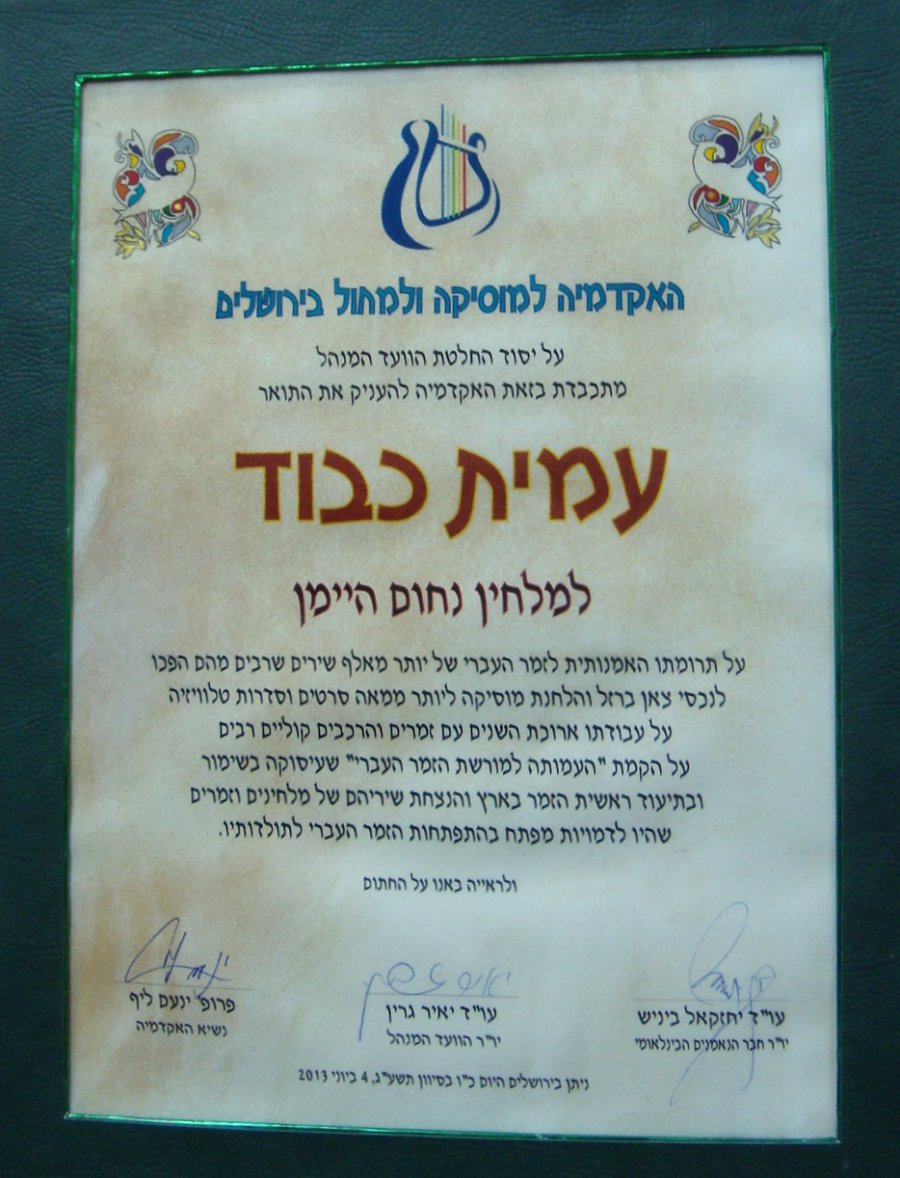 האקדמיה למוסיקה ולמחול בירושלים
על יסוד החלטת הוועד המנהל
מתכבדת בזאת האקדמיה להעניק את התואר
עמית כבוד
למלחין נחום היימן
על תרומתו האמנותית לזמר העברי של יותר מאלף שירים שרבים מהם הפכו
לנכסי צאן ברזל והלחנת מוסיקה ליותר ממאה סרטים וסדרות טלוויזיה
על עבודתו ארוכת השנים עם זמרים והרכבים קוליים רבים
על הקמת "העמותה למורשת הזמר העברי" שעיסוקה בשימור
ובתיעוד ראשית הזמר בארץ והנצחת שיריהם של מלחינים וזמרים
שהיו לדמויות מפתח בהתפתחות הזמר העברי לתולדותיו.
ולראייה באנו על החתום
עו"ד יחזקאל ביניש
יו"ר חבר הנאמנים הבינלאומי
עו"ד יאיר גרין
יו"ר הוועד המנהל
פרופ' ינעם ליף
נשיא האקדמיה
ניתן בירושלים היום כ"ו בסיוון תשע"ג, 4 ביוני 2013